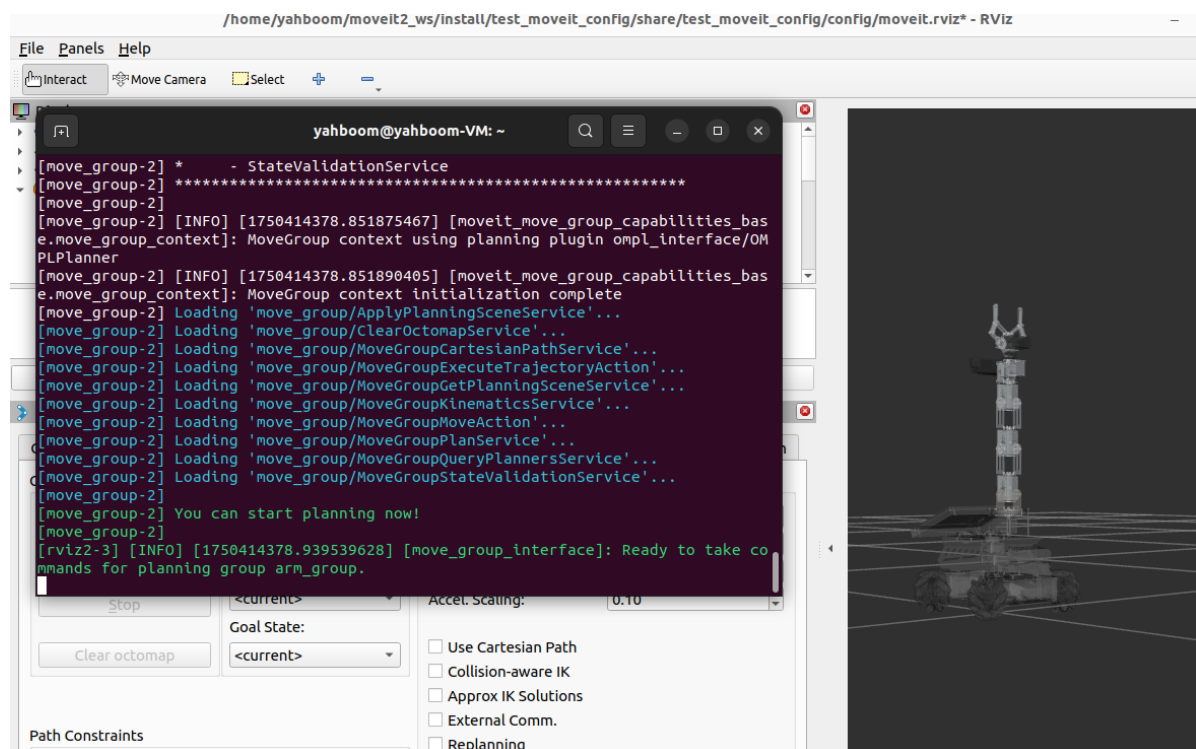 /home/yahboom/moveit2_ws/install/test_moveit_config/share/test_moveit_config/config/moveit.rviz* - RViz
File Panels Help
Interact Move Camera Select
yahboom@yahboom-VM: ~
[move_group-2] *     - StateValidationService
[move_group-2] ********************************************************
[move_group-2]
[move_group-2] [INFO] [1750414378.851875467] [moveit_move_group_capabilities_bas
e.move_group_context]: MoveGroup context using planning plugin ompl_interface/OM
PLPlanner
[move_group-2] [INFO] [1750414378.851890405] [moveit_move_group_capabilities_bas
e.move_group_context]: MoveGroup context initialization complete
[move_group-2] Loading 'move_group/ApplyPlanningSceneService'...
[move_group-2] Loading 'move_group/ClearOctomapService'...
[move_group-2] Loading 'move_group/MoveGroupCartesianPathService'...
[move_group-2] Loading 'move_group/MoveGroupExecuteTrajectoryAction'...
[move_group-2] Loading 'move_group/MoveGroupGetPlanningSceneService'...
[move_group-2] Loading 'move_group/MoveGroupKinematicsService'...
[move_group-2] Loading 'move_group/MoveGroupMoveAction'...
[move_group-2] Loading 'move_group/MoveGroupPlanService'...
[move_group-2] Loading 'move_group/MoveGroupQueryPlannersService'...
[move_group-2] Loading 'move_group/MoveGroupStateValidationService'...
[move_group-2]
[move_group-2] You can start planning now!
[move_group-2]
[rviz2-3] [INFO] [1750414378.939539628] [move_group_interface]: Ready to take co
mmands for planning group arm_group.
Stop <current> Accel. Scaling: 0.10
Goal State:
Clear octomap <current>
Use Cartesian Path
Collision-aware IK
Approx IK Solutions
External Comm.
Path Constraints
Replanning